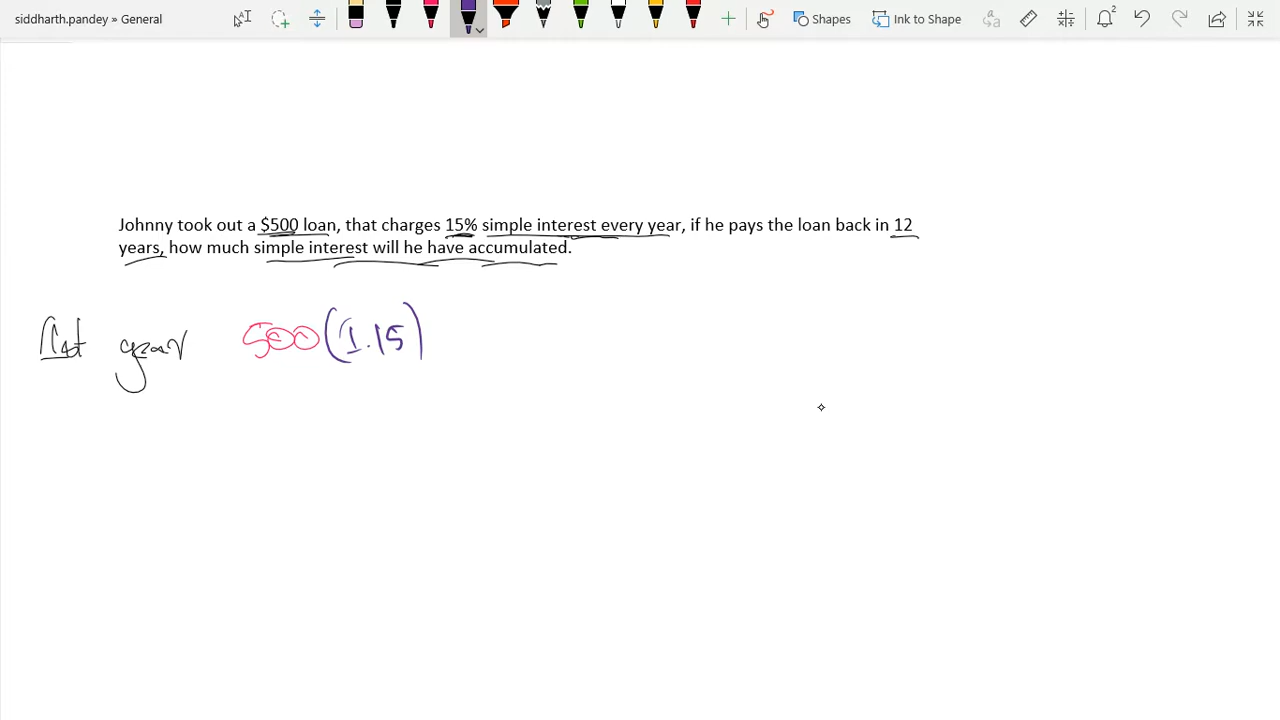 siddharth.pandey » General
Shapes
Ink to Shape
2
Johnny took out a $500 loan, that charges 15% simple interest every year, if he pays the loan back in 12
years, how much simple interest will he have accumulated.
1st year 500(1.15)